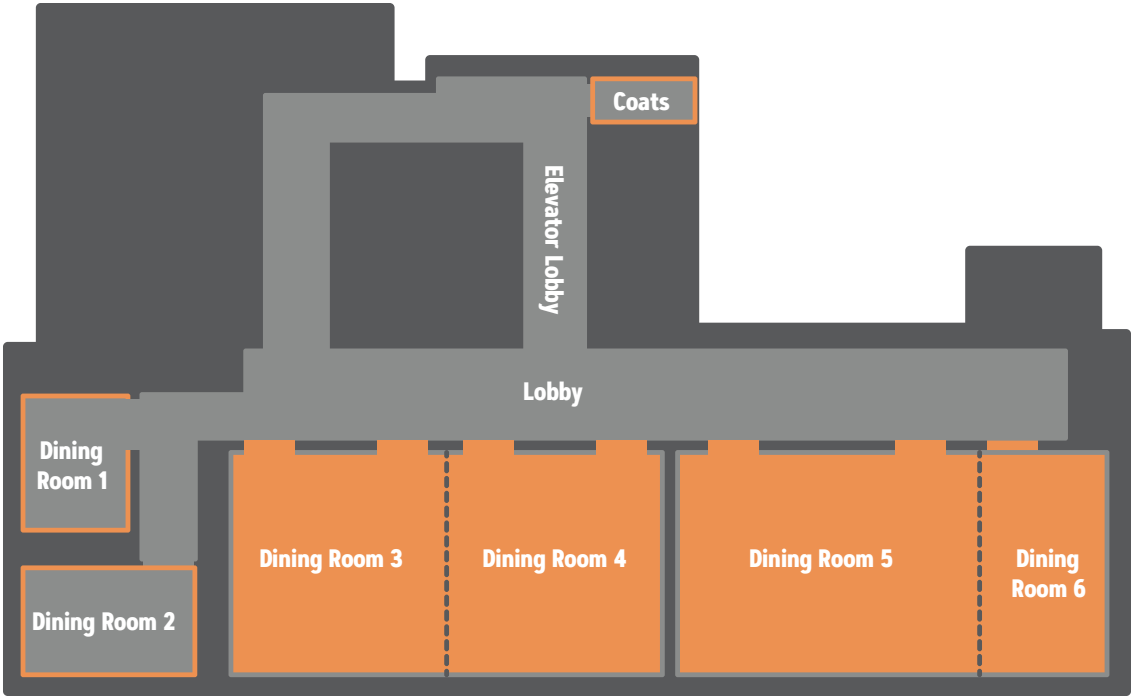 Coats
Elevator Lobby
Lobby
Dining
Room 1
Dining Room 2
Dining Room 3
Dining Room 4
Dining Room 5
Dining
Room 6